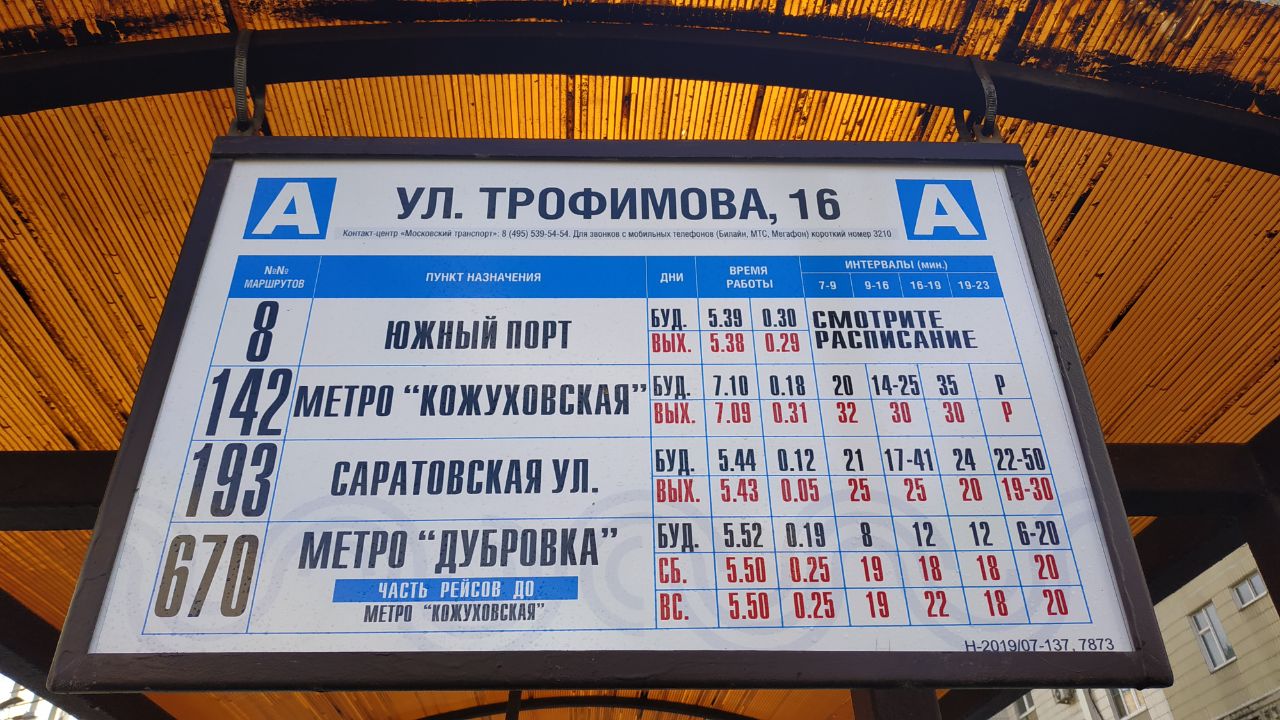 А УЛ. ТРОФИМОВА, 16 А
Контакт-центр «Московский транспорт»: 8 (495) 539-54-54. Для звонков с мобильных телефонов (Билайн, МТС, Мегафон) короткий номер 3210
№№ МАРШРУТОВ ПУНКТ НАЗНАЧЕНИЯ ДНИ ВРЕМЯ РАБОТЫ ИНТЕРВАЛЫ (мин.)
7-9 9-16 16-19 19-23
8 ЮЖНЫЙ ПОРТ БУД. 5.39 0.30 СМОТРИТЕ
ВЫХ. 5.38 0.29 РАСПИСАНИЕ
142 МЕТРО “КОЖУХОВСКАЯ” БУД. 7.10 0.18 20 14-25 35 Р
ВЫХ. 7.09 0.31 32 30 30 Р
193 САРАТОВСКАЯ УЛ. БУД. 5.44 0.12 21 17-41 24 22-50
ВЫХ. 5.43 0.05 25 25 20 19-30
670 МЕТРО “ДУБРОВКА” БУД. 5.52 0.19 8 12 12 6-20
ЧАСТЬ РЕЙСОВ ДО СБ. 5.50 0.25 19 18 18 20
МЕТРО “КОЖУХОВСКАЯ” ВС. 5.50 0.25 19 22 18 20
Н-2019/07-137, 7873